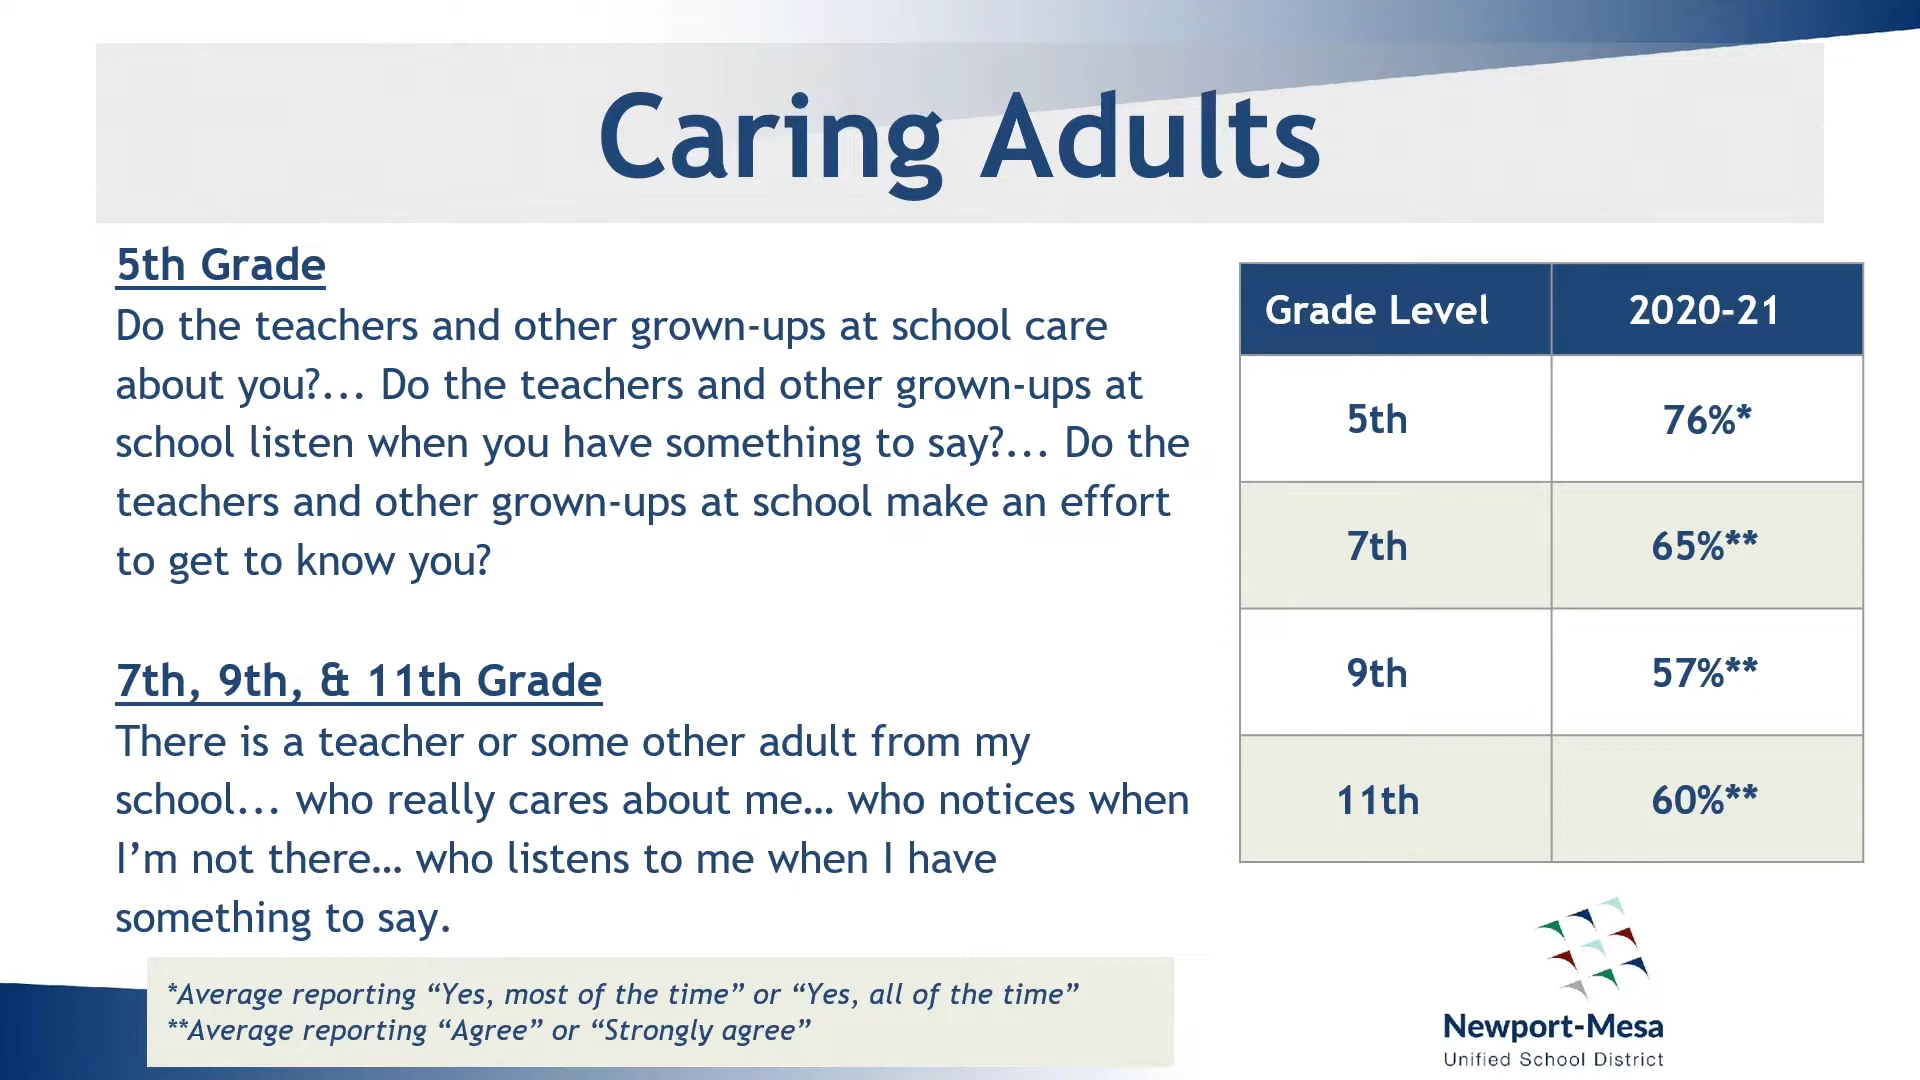 Caring Adults
5th Grade
Do the teachers and other grown-ups at school care
about you?... Do the teachers and other grown-ups at
school listen when you have something to say?... Do the
teachers and other grown-ups at school make an effort
to get to know you?
7th, 9th, & 11th Grade
There is a teacher or some other adult from my
school... who really cares about me… who notices when
I’m not there… who listens to me when I have
something to say.
*Average reporting “Yes, most of the time” or “Yes, all of the time”
**Average reporting “Agree” or “Strongly agree”
Grade Level 2020-21
5th 76%*
7th 65%**
9th 57%**
11th 60%**
Newport-Mesa
Unified School District